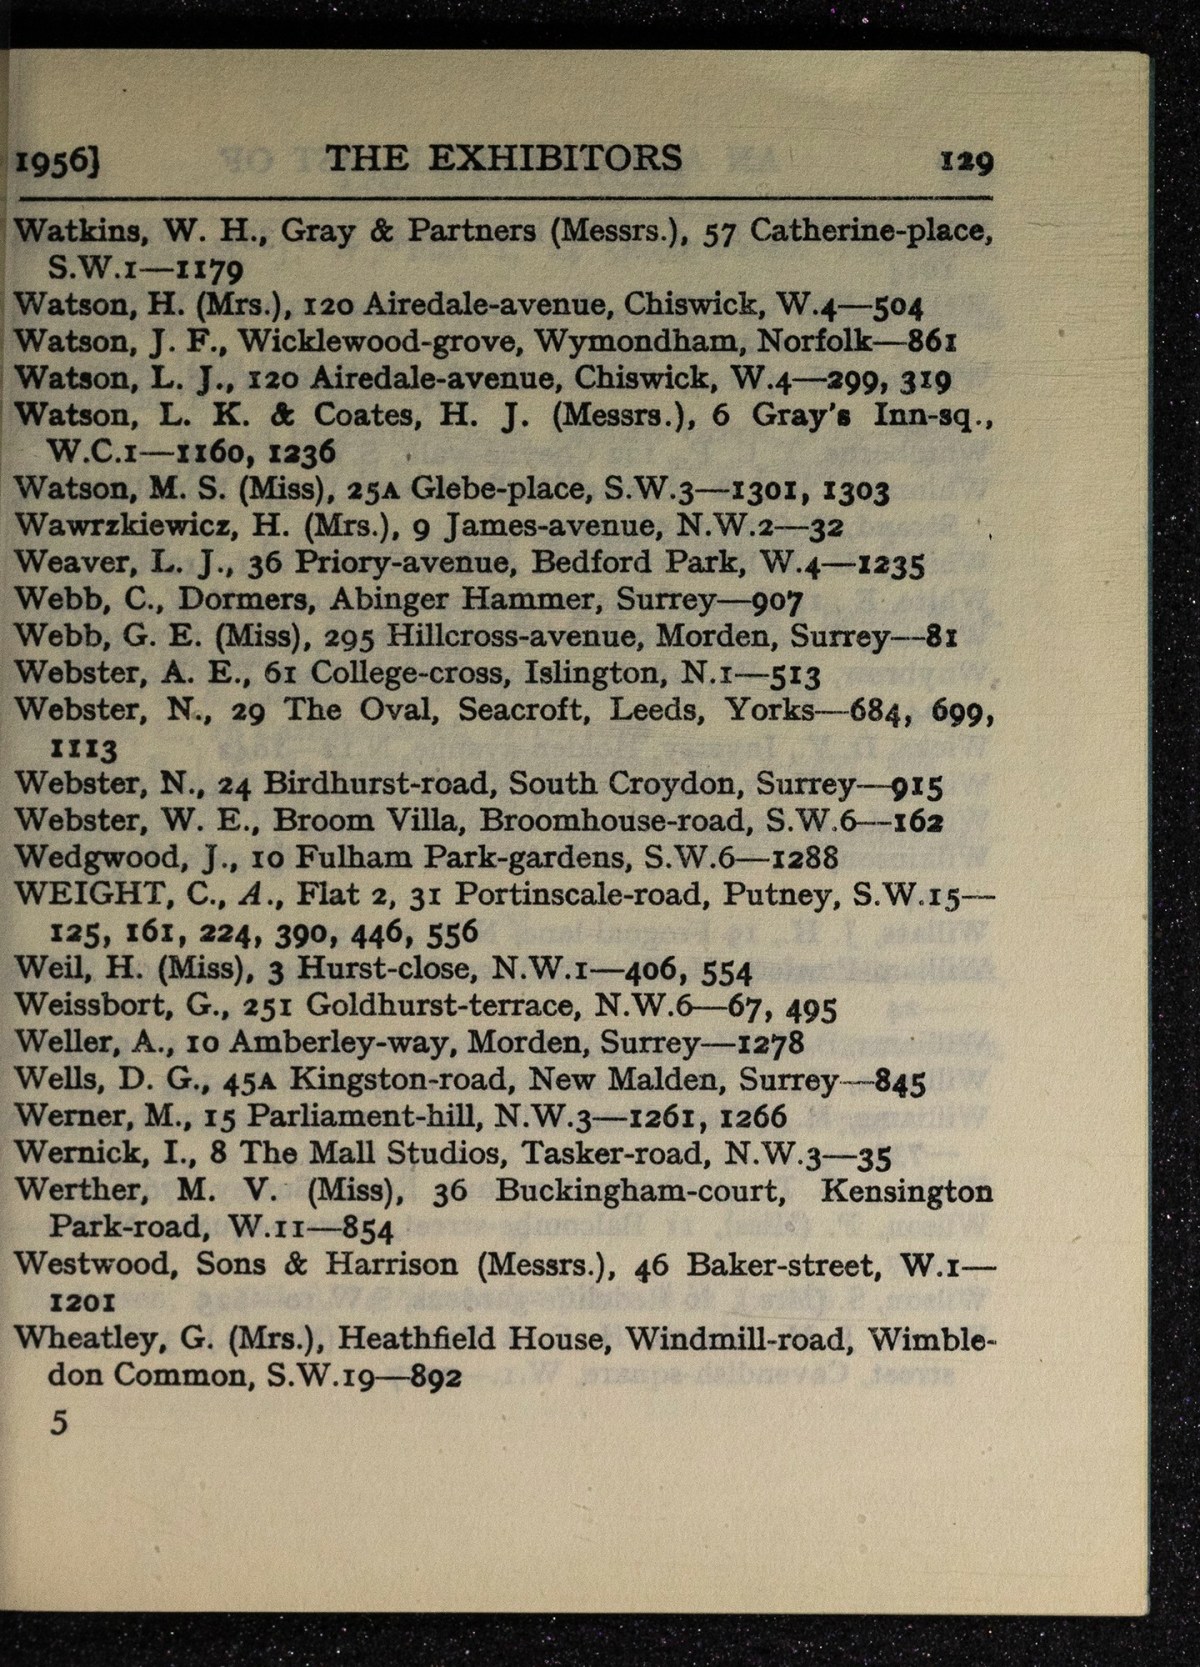 1956] THE EXHIBITORS 129
Watkins, W. H., Gray & Partners (Messrs.), 57 Catherine-place,
S.W.1—1179
Watson, H. (Mrs.), 120 Airedale-avenue, Chiswick, W.4—504
Watson, J. F., Wicklewood-grove, Wymondham, Norfolk—861
Watson, L. J., 120 Airedale-avenue, Chiswick, W.4—299, 319
Watson, L. K. & Coates, H. J. (Messrs.), 6 Gray's Inn-sq.,
W.C.1—1160, 1236
Watson, M. S. (Miss), 25A Glebe-place, S.W.3—1301, 1303
Wawrzkiewicz, H. (Mrs.), 9 James-avenue, N.W.2—32
Weaver, L. J., 36 Priory-avenue, Bedford Park, W.4—1235
Webb, C., Dormers, Abinger Hammer, Surrey—907
Webb, G. E. (Miss), 295 Hillcross-avenue, Morden, Surrey—81
Webster, A. E., 61 College-cross, Islington, N.1—513
Webster, N., 29 The Oval, Seacroft, Leeds, Yorks—684, 699,
1113
Webster, N., 24 Birdhurst-road, South Croydon, Surrey—915
Webster, W. E., Broom Villa, Broomhouse-road, S.W.6—162
Wedgwood, J., 10 Fulham Park-gardens, S.W.6—1288
WEIGHT, C., A., Flat 2, 31 Portinscale-road, Putney, S.W.15—
125, 161, 224, 390, 446, 556
Weil, H. (Miss), 3 Hurst-close, N.W.1—406, 554
Weissbort, G., 251 Goldhurst-terrace, N.W.6—67, 495
Weller, A., 10 Amberley-way, Morden, Surrey—1278
Wells, D. G., 45A Kingston-road, New Malden, Surrey—845
Werner, M., 15 Parliament-hill, N.W.3—1261, 1266
Wernick, I., 8 The Mall Studios, Tasker-road, N.W.3—35
Werther, M. V. (Miss), 36 Buckingham-court, Kensington
Park-road, W.11—854
Westwood, Sons & Harrison (Messrs.), 46 Baker-street, W.1—
1201
Wheatley, G. (Mrs.), Heathfield House, Windmill-road, Wimble-
don Common, S.W.19—892
5